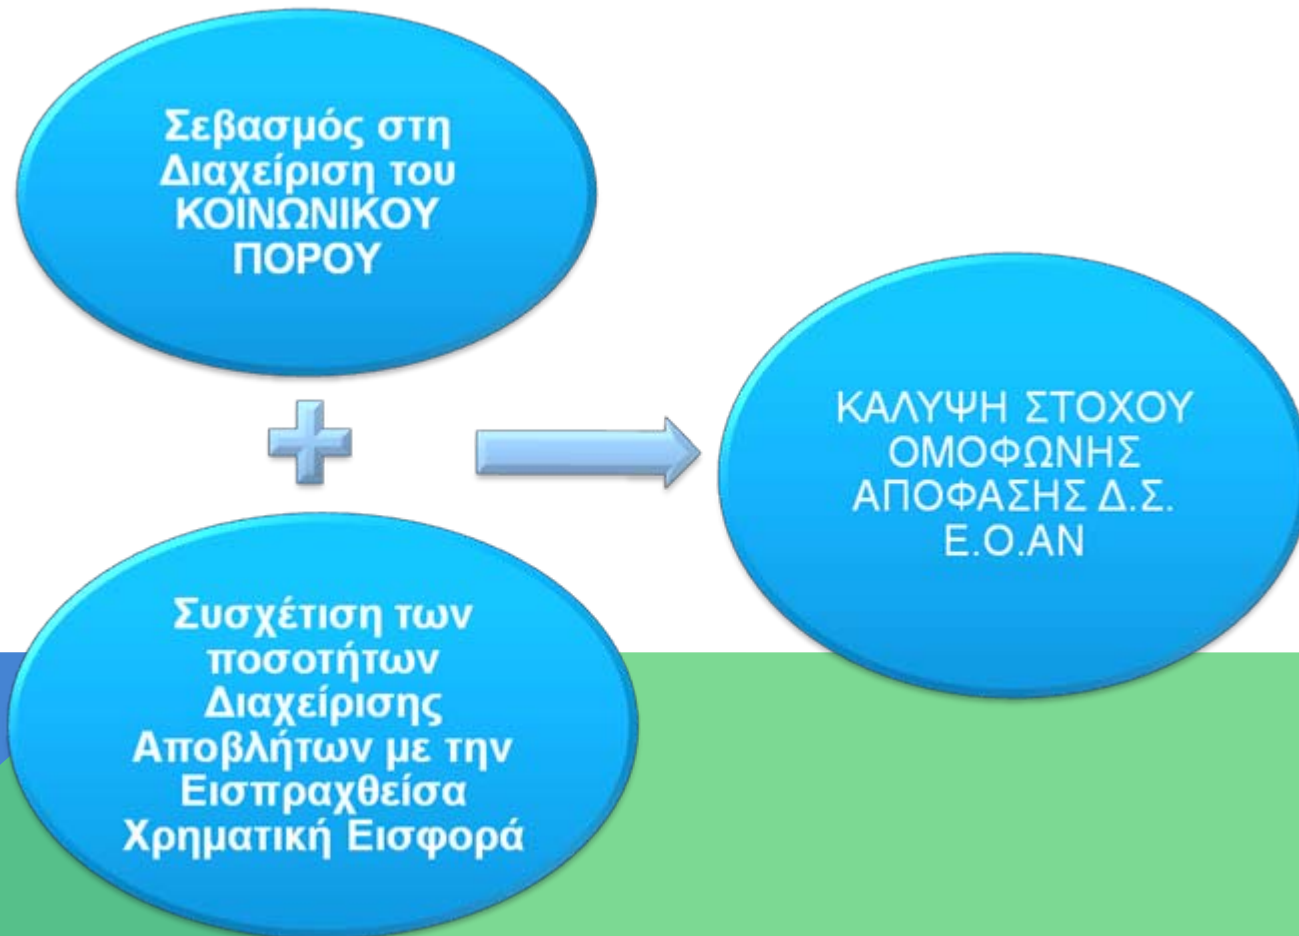 Σεβασμός στη
Διαχείριση του
ΚΟΙΝΩΝΙΚΟΥ
ΠΟΡΟΥ
Συσχέτιση των
ποσοτήτων
Διαχείρισης
Αποβλήτων με την
Εισπραχθείσα
Χρηματική Εισφορά
ΚΑΛΥΨΗ ΣΤΟΧΟΥ
ΟΜΟΦΩΝΗΣ
ΑΠΟΦΑΣΗΣ Δ.Σ.
Ε.Ο.ΑΝ